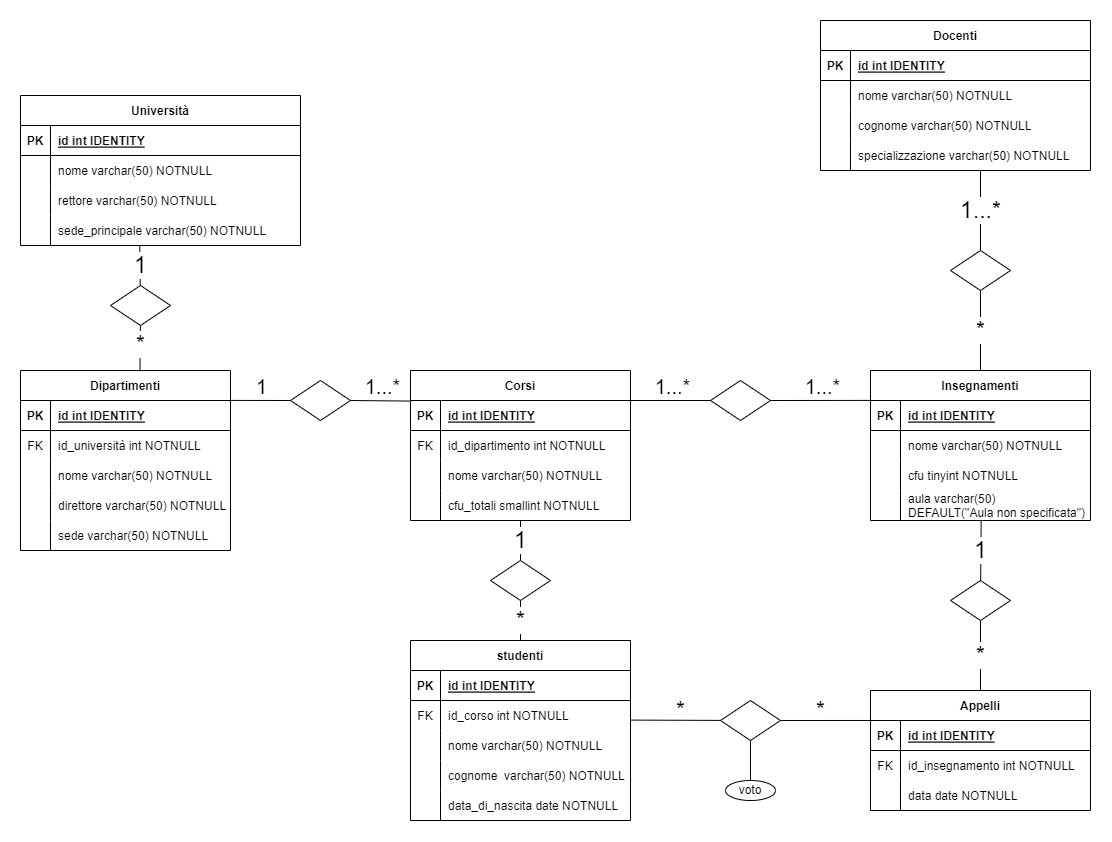 Docenti
PK id int IDENTITY
nome varchar(50) NOTNULL
cognome varchar(50) NOTNULL
specializzazione varchar(50) NOTNULL
1...*
*
Università
PK id int IDENTITY
nome varchar(50) NOTNULL
rettore varchar(50) NOTNULL
sede_principale varchar(50) NOTNULL
1
*
Dipartimenti
PK id int IDENTITY
FK id_università int NOTNULL
nome varchar(50) NOTNULL
direttore varchar(50) NOTNULL
sede varchar(50) NOTNULL
1
1...*
Corsi
PK id int IDENTITY
FK id_dipartimento int NOTNULL
nome varchar(50) NOTNULL
cfu_totali smallint NOTNULL
1...*
1...*
Insegnamenti
PK id int IDENTITY
nome varchar(50) NOTNULL
cfu tinyint NOTNULL
aula varchar(50)
DEFAULT("Aula non specificata")
1
*
1
*
studenti
PK id int IDENTITY
FK id_corso int NOTNULL
nome varchar(50) NOTNULL
cognome varchar(50) NOTNULL
data_di_nascita date NOTNULL
*
*
voto
Appelli
PK id int IDENTITY
FK id_insegnamento int NOTNULL
data date NOTNULL